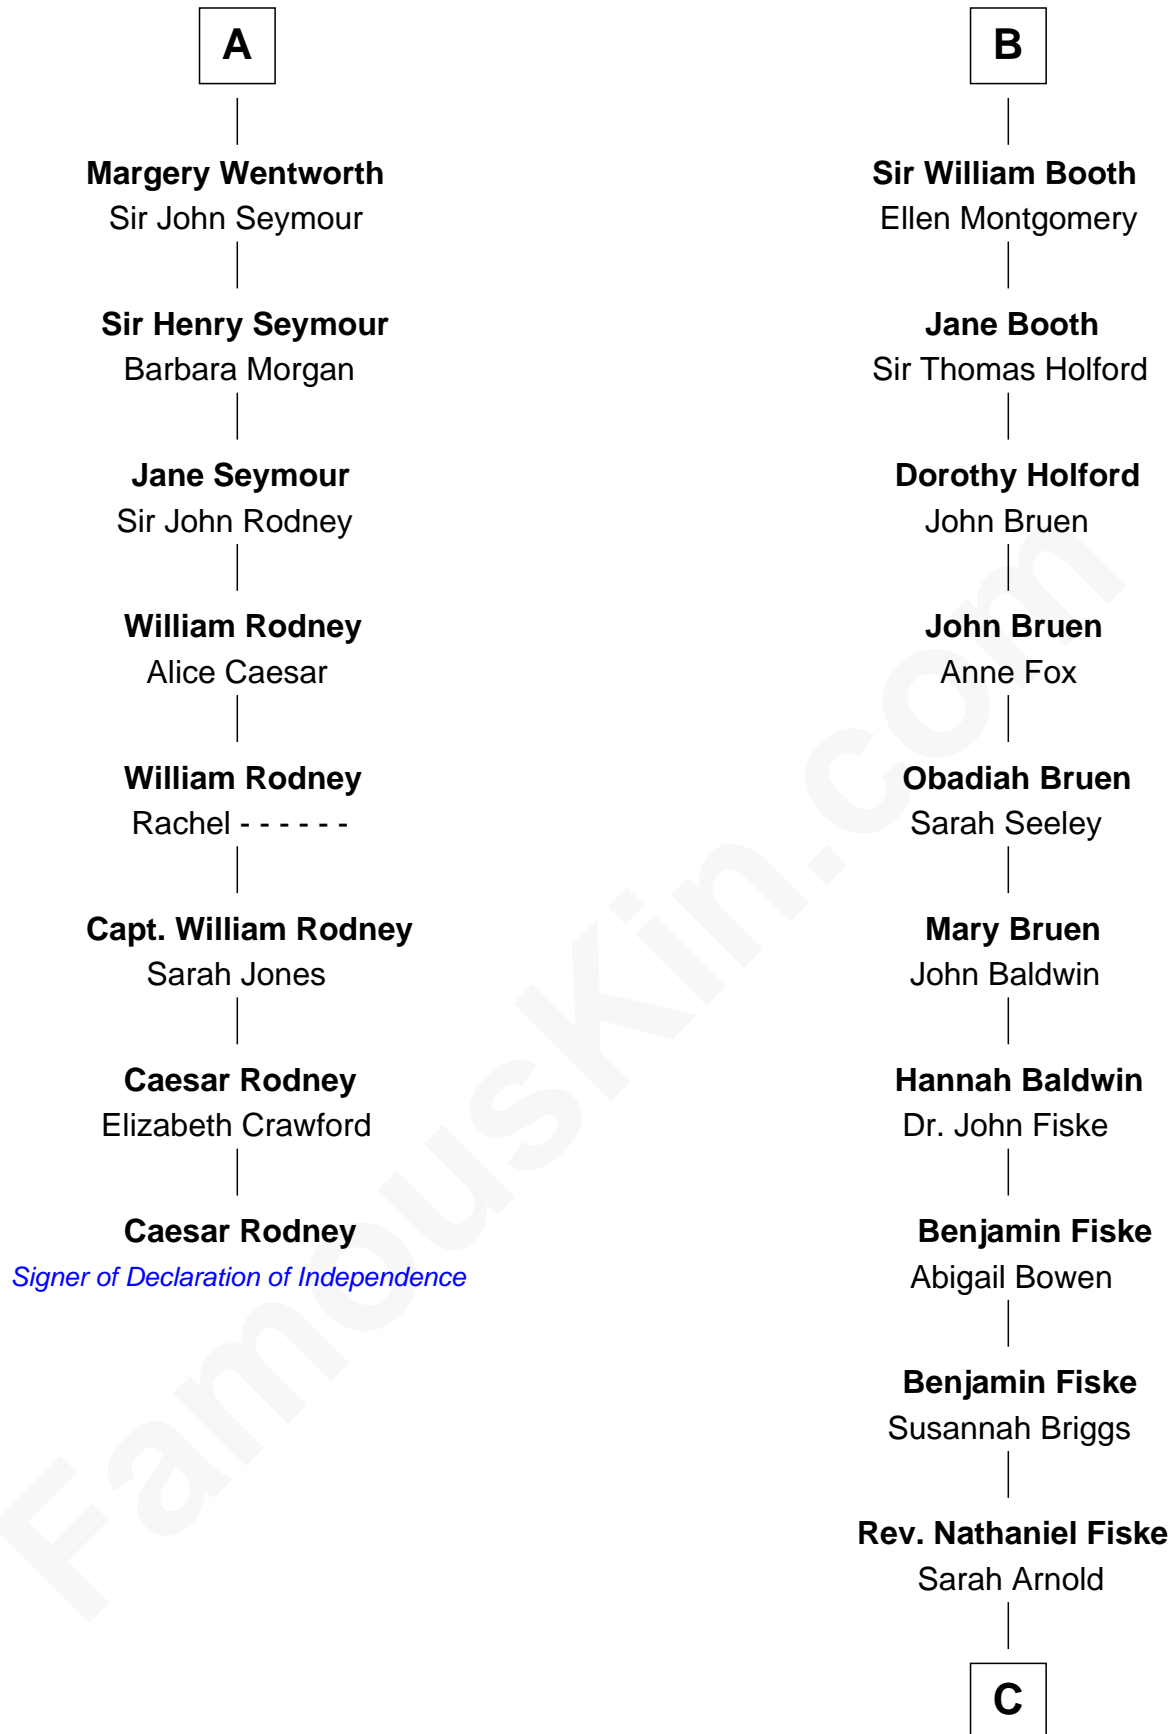 A
Margery Wentworth
Sir John Seymour
Sir Henry Seymour
Barbara Morgan
Jane Seymour
Sir John Rodney
William Rodney
Alice Caesar
William Rodney
Rachel - - - - - -
Capt. William Rodney
Sarah Jones
Caesar Rodney
Elizabeth Crawford
Caesar Rodney
Signer of Declaration of Independence
B
Sir William Booth
Ellen Montgomery
Jane Booth
Sir Thomas Holford
Dorothy Holford
John Bruen
John Bruen
Anne Fox
Obadiah Bruen
Sarah Seeley
Mary Bruen
John Baldwin
Hannah Baldwin
Dr. John Fiske
Benjamin Fiske
Abigail Bowen
Benjamin Fiske
Susannah Briggs
Rev. Nathaniel Fiske
Sarah Arnold
C
FamousKin.com